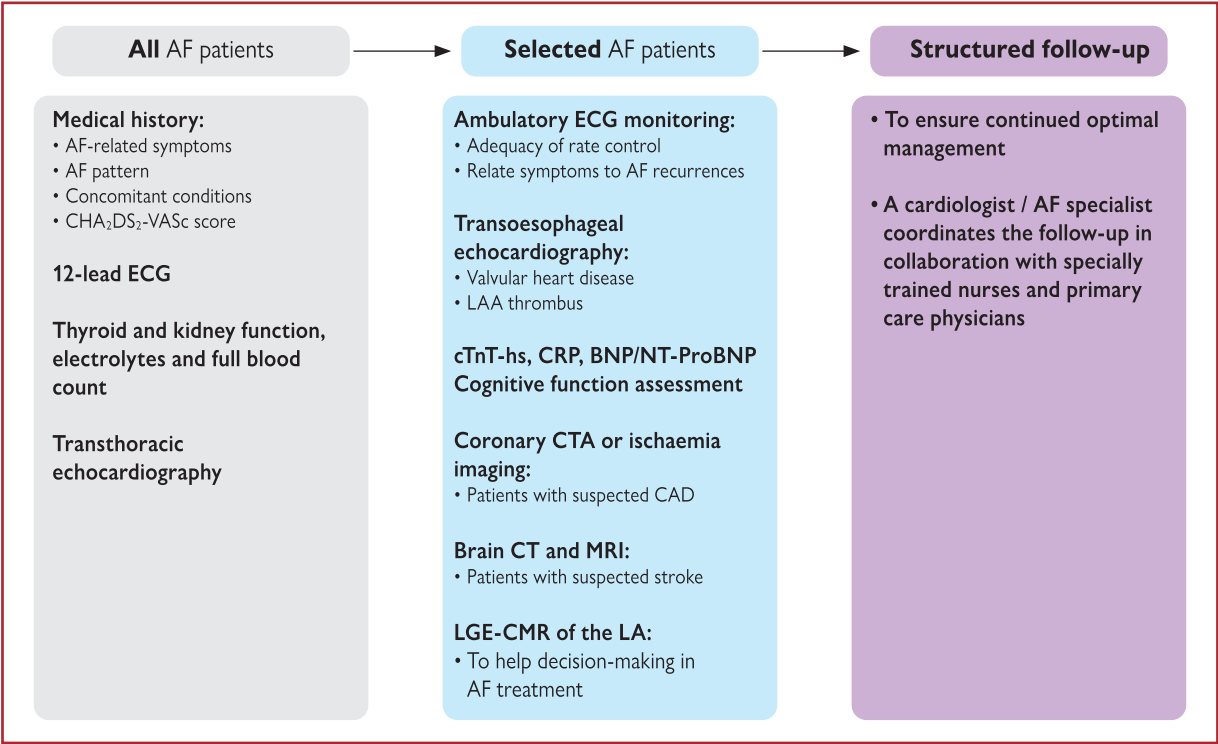 All AF patients
Selected AF patients
Structured follow-up
Medical history:
• AF-related symptoms
• AF pattern
• Concomitant conditions
• CHA₂DS₂-VASc score
12-lead ECG
Thyroid and kidney function,
electrolytes and full blood
count
Transthoracic
echocardiography
Ambulatory ECG monitoring:
• Adequacy of rate control
• Relate symptoms to AF recurrences
Transoesophageal
echocardiography:
• Valvular heart disease
• LAA thrombus
cTnT-hs, CRP, BNP/NT-ProBNP
Cognitive function assessment
Coronary CTA or ischaemia
imaging:
• Patients with suspected CAD
Brain CT and MRI:
• Patients with suspected stroke
LGE-CMR of the LA:
• To help decision-making in
AF treatment
• To ensure continued optimal
management
• A cardiologist / AF specialist
coordinates the follow-up in
collaboration with specially
trained nurses and primary
care physicians